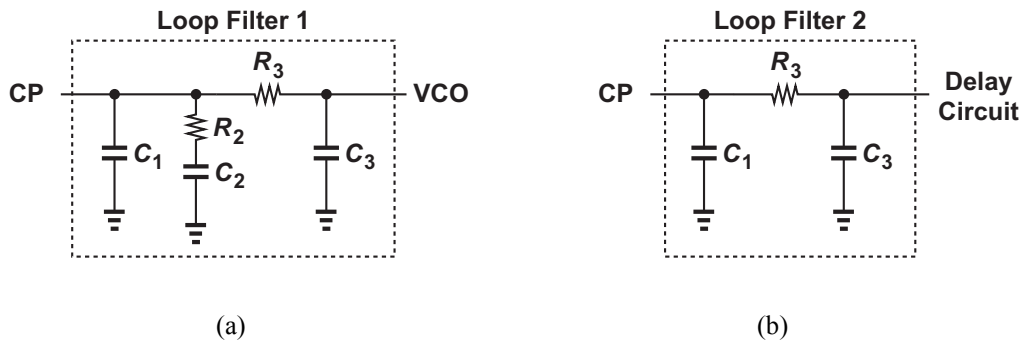 Loop Filter 1
CP
R3
VCO
R2
C1
C2
C3
(a)
Loop Filter 2
CP
R3
Delay
Circuit
C1
C3
(b)